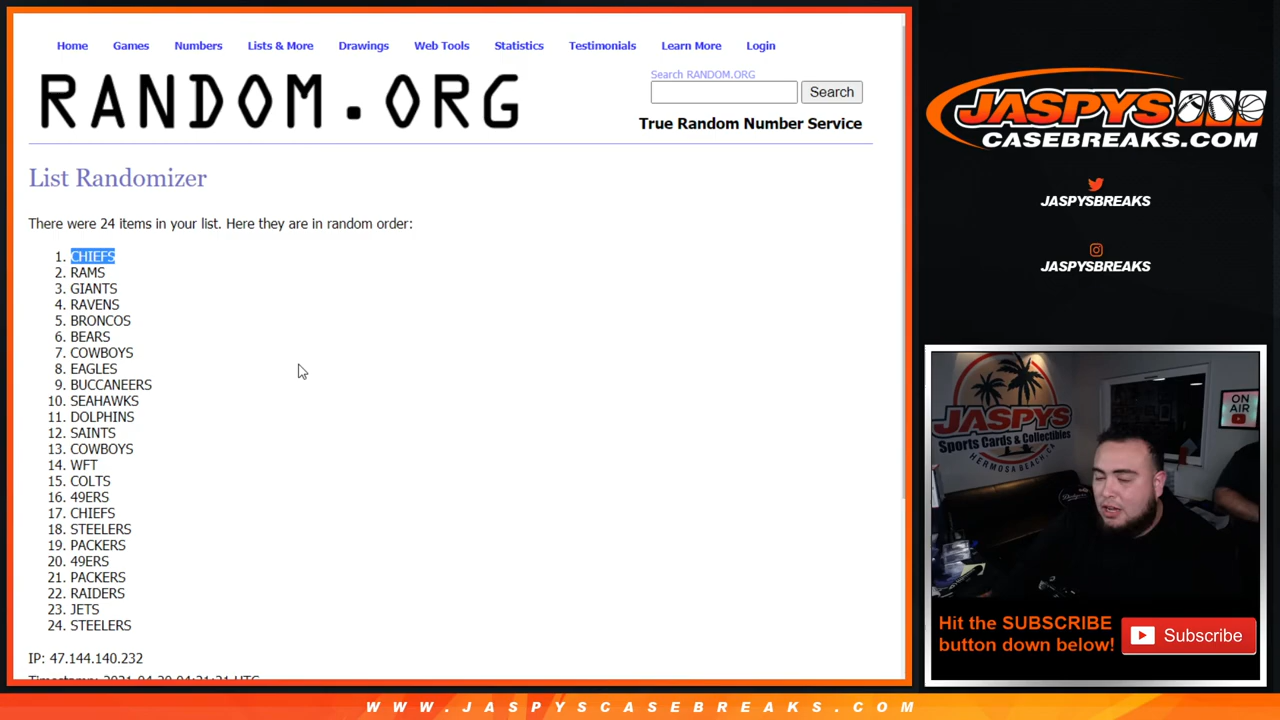 Home Games Numbers Lists & More Drawings Web Tools Statistics Testimonials Learn More Login
RANDOM.ORG
Search RANDOM.ORG
Search
True Random Number Service
List Randomizer
There were 24 items in your list. Here they are in random order:
1. CHIEFS
2. RAMS
3. GIANTS
4. RAVENS
5. BRONCOS
6. BEARS
7. COWBOYS
8. EAGLES
9. BUCCANEERS
10. SEAHAWKS
11. DOLPHINS
12. SAINTS
13. COWBOYS
14. WFT
15. COLTS
16. 49ERS
17. CHIEFS
18. STEELERS
19. PACKERS
20. 49ERS
21. PACKERS
22. RAIDERS
23. JETS
24. STEELERS
IP: 47.144.140.232
JASPYS
CASEBREAKS.COM
JASPYSBREAKS
JASPYSBREAKS
JASPYS
Sports Cards & Collectibles
HERMOSA BEACH, CA
ON
AIR
Hit the SUBSCRIBE
button down below!
Subscribe
WWW.JASPYSCASEBREAKS.COM